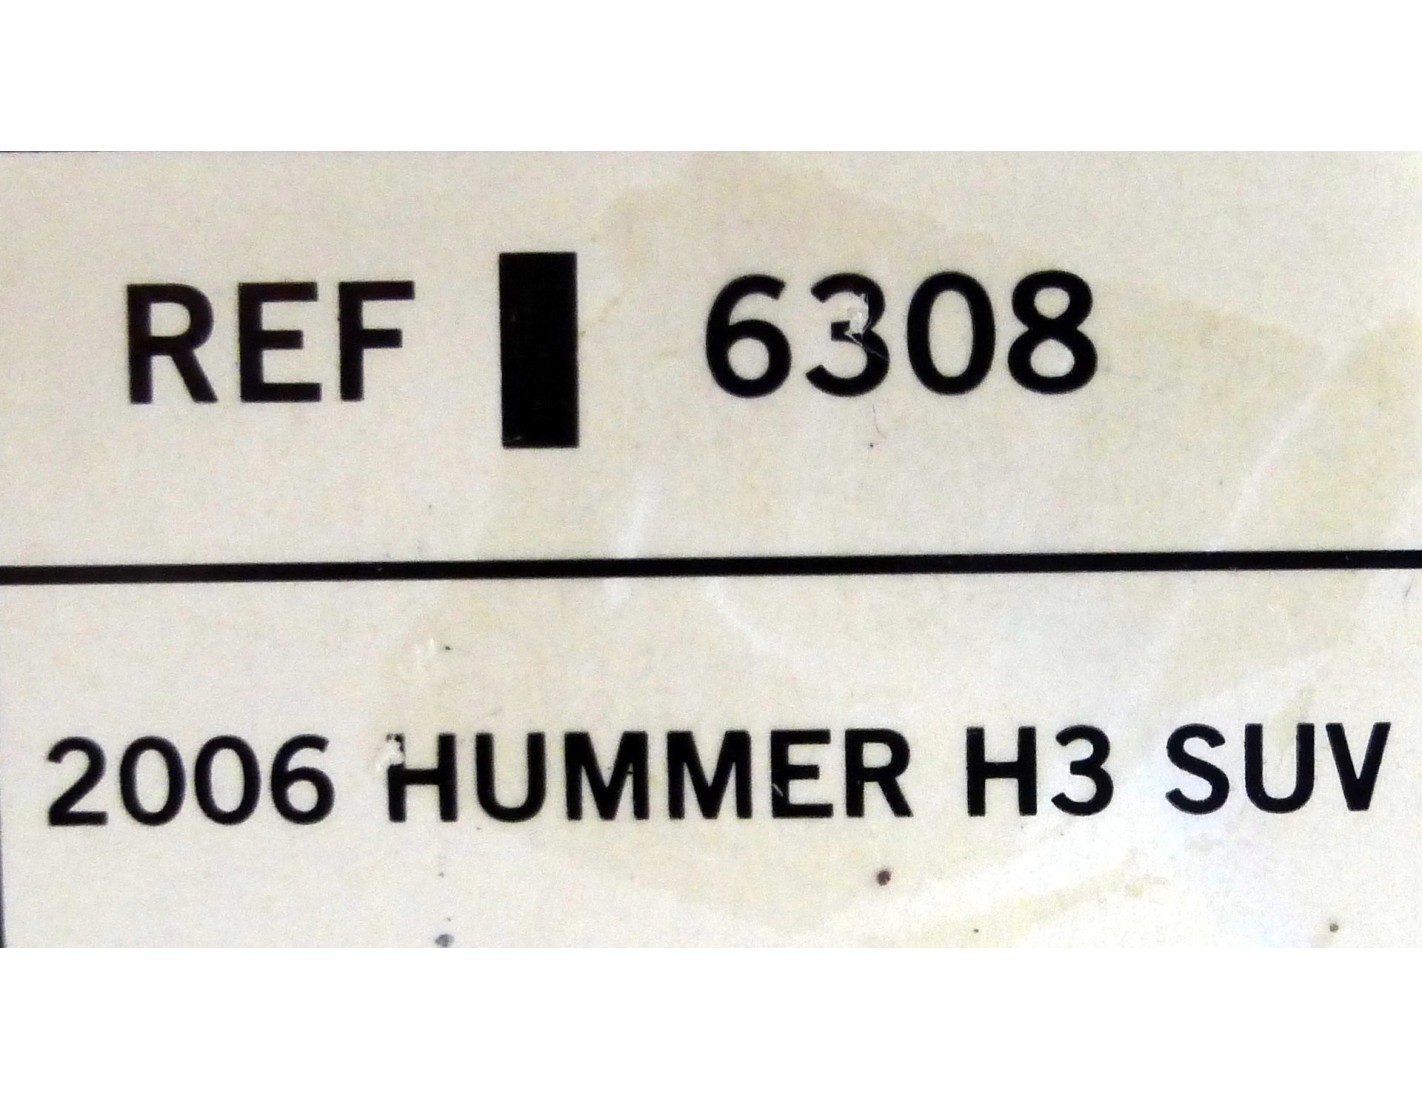 REF 6308
2006 HUMMER H3 SUV